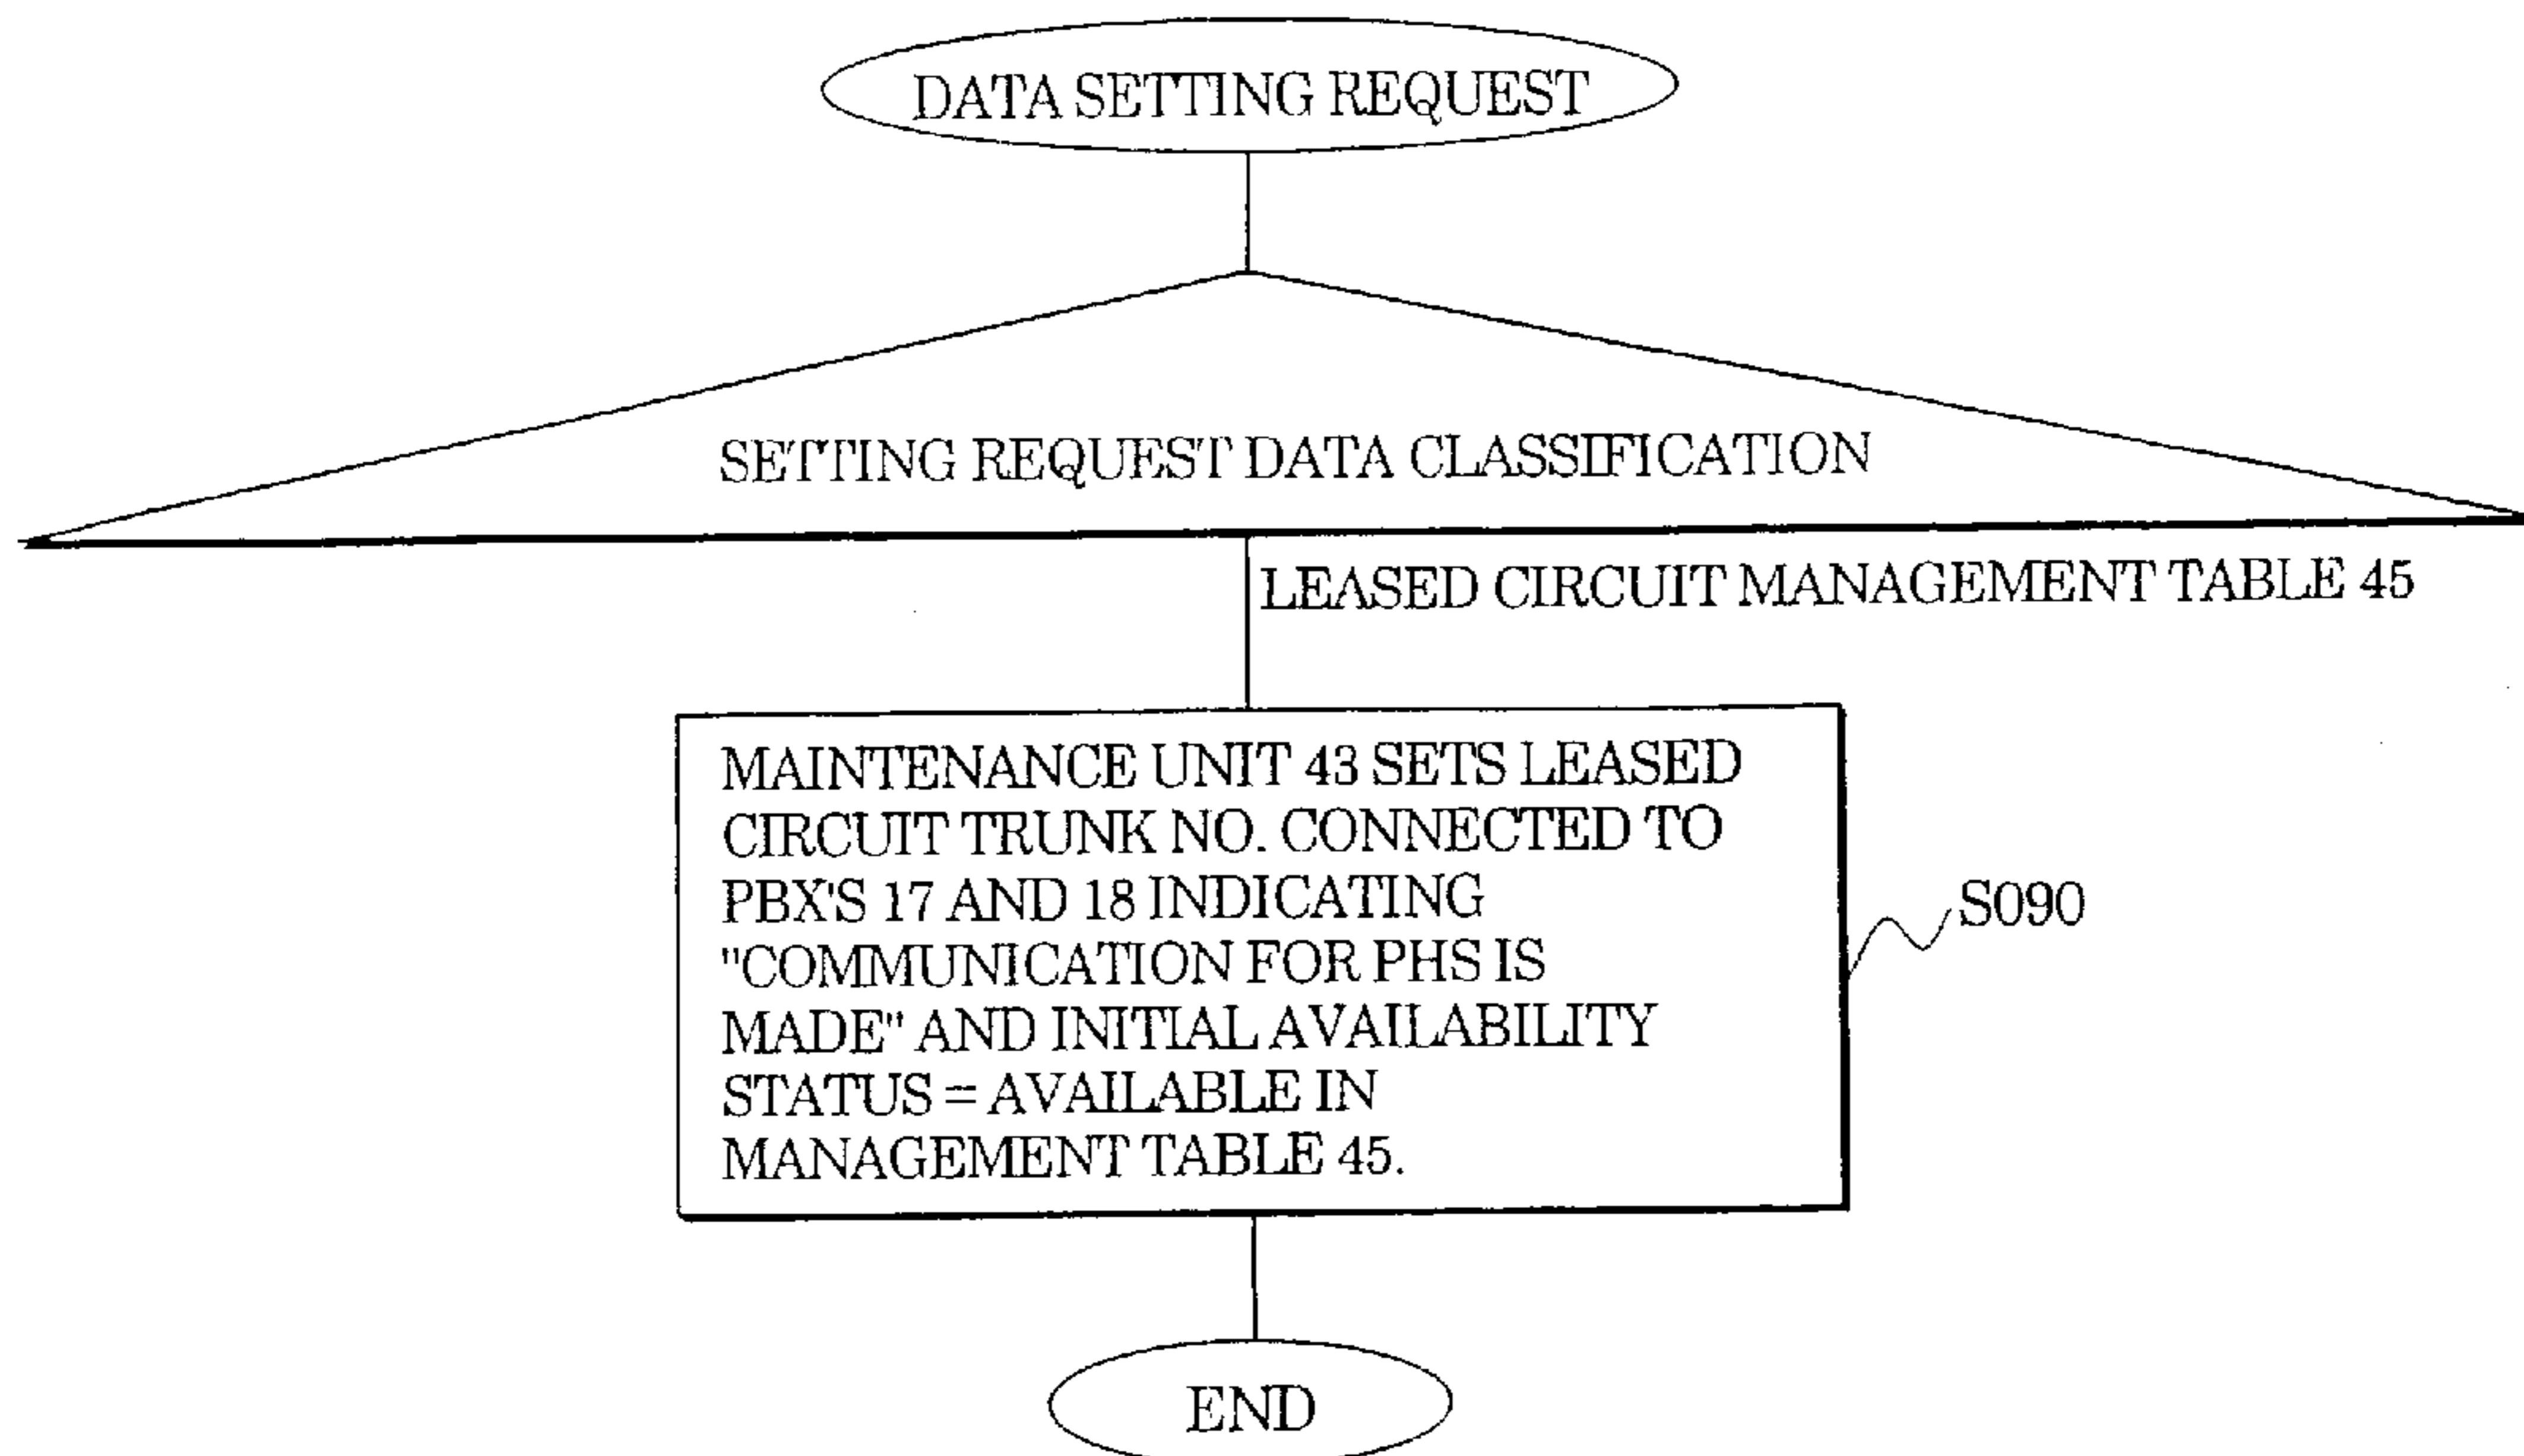 DATA SETTING REQUEST
SETTING REQUEST DATA CLASSIFICATION
LEASED CIRCUIT MANAGEMENT TABLE 45
MAINTENANCE UNIT 43 SETS LEASED
CIRCUIT TRUNK NO. CONNECTED TO
PBX'S 17 AND 18 INDICATING
"COMMUNICATION FOR PHS IS
MADE" AND INITIAL AVAILABILITY
STATUS = AVAILABLE IN
MANAGEMENT TABLE 45.
S090
END